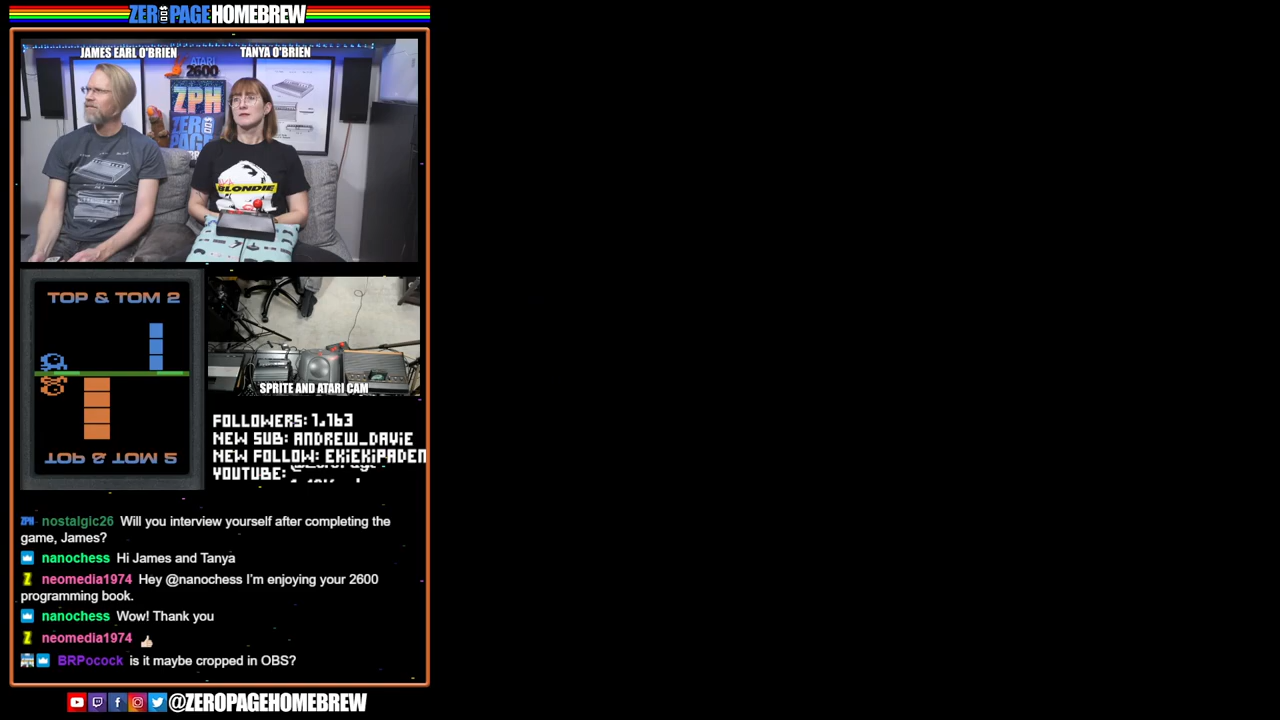 ZEROPAGEHOMEBREW
JAMES EARL O'BRIEN
TANYA O'BRIEN
ATARI
2600
ZPH
ZERO
PAGE
BLONDIE
TOP & TOM 2
TOP & TOM 2
SPRITE AND ATARI CAM
FOLLOWERS: 1,163
NEW SUB: ANDREW_DAVIE
NEW FOLLOW: EKIEKIPADEN
YOUTUBE:
nostalgic26 Will you interview yourself after completing the
game, James?
nanochess Hi James and Tanya
neomedia1974 Hey @nanochess I'm enjoying your 2600
programming book.
nanochess Wow! Thank you
neomedia1974
BRPocock is it maybe cropped in OBS?
@ZEROPAGEHOMEBREW